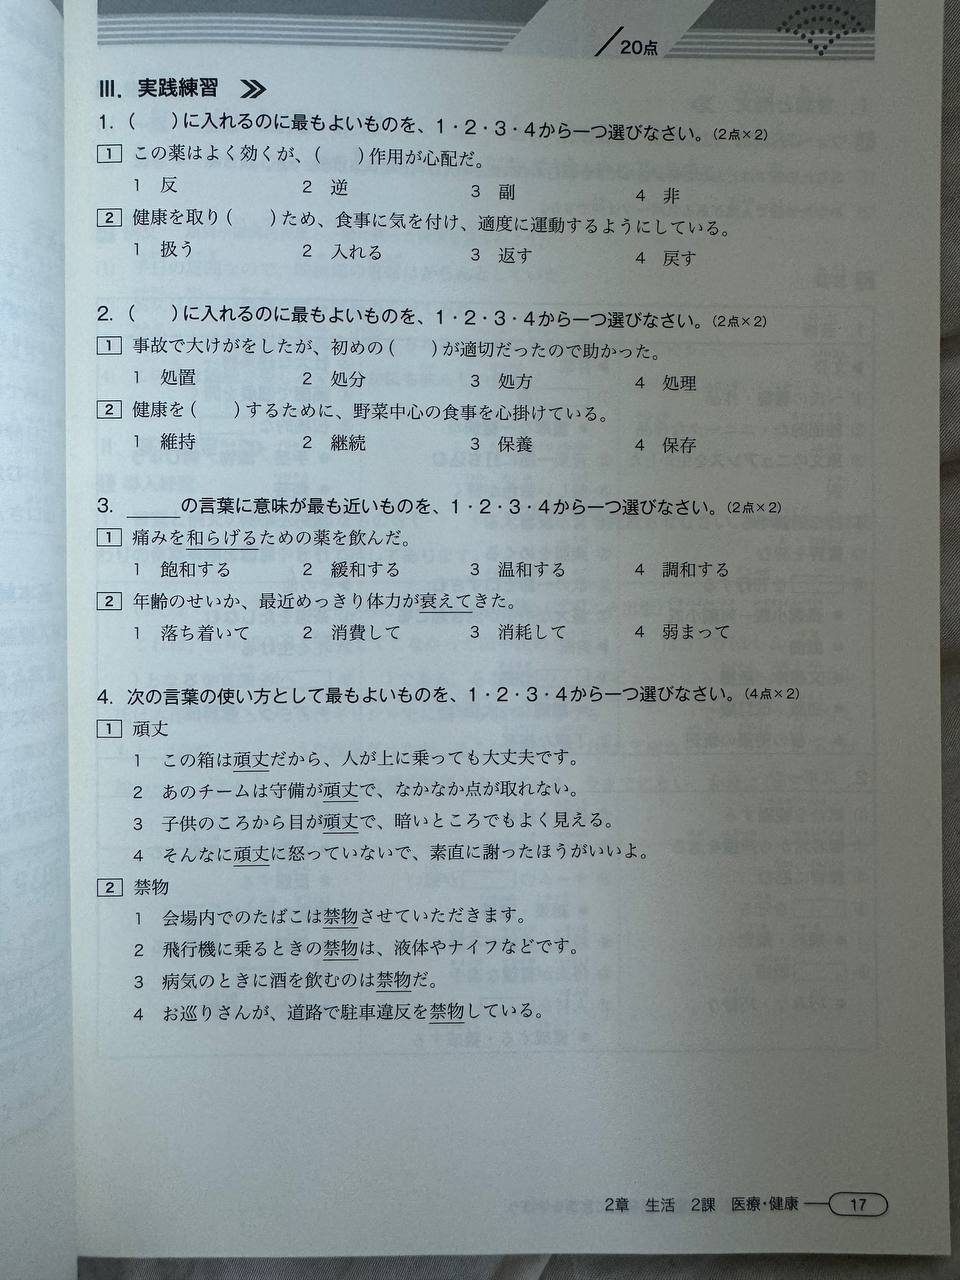 20点
III. 実践練習
1.(　　)に入れるのに最もよいものを、1・2・3・4から一つ選びなさい。(2点×2)
1 この薬はよく効くが、(　　)作用が心配だ。
1 反 2 逆 3 副 4 非
2 健康を取り(　　)ため、食事に気を付け、適度に運動するようにしている。
1 扱う 2 入れる 3 返す 4 戻す
2.(　　)に入れるのに最もよいものを、1・2・3・4から一つ選びなさい。(2点×2)
1 事故で大けがをしたが、初めの(　　)が適切だったので助かった。
1 処置 2 処分 3 処方 4 処理
2 健康を(　　)するために、野菜中心の食事を心掛けている。
1 維持 2 継続 3 保養 4 保存
3. ＿＿＿の言葉に意味が最も近いものを、1・2・3・4から一つ選びなさい。(2点×2)
1 痛みを和らげるための薬を飲んだ。
1 飽和する 2 緩和する 3 温和する 4 調和する
2 年齢のせいか、最近めっきり体力が衰えてきた。
1 落ち着いて 2 消費して 3 消耗して 4 弱まって
4. 次の言葉の使い方として最もよいものを、1・2・3・4から一つ選びなさい。(4点×2)
1 頑丈
1 この箱は頑丈だから、人が上に乗っても大丈夫です。
2 あのチームは守備が頑丈で、なかなか点が取れない。
3 子供のころから目が頑丈で、暗いところでもよく見える。
4 そんなに頑丈に怒っていないで、素直に謝ったほうがいいよ。
2 禁物
1 会場内でのたばこは禁物させていただきます。
2 飛行機に乗るときの禁物は、液体やナイフなどです。
3 病気のときに酒を飲むのは禁物だ。
4 お巡りさんが、道路で駐車違反を禁物している。
2章 生活 2課 医療・健康 17